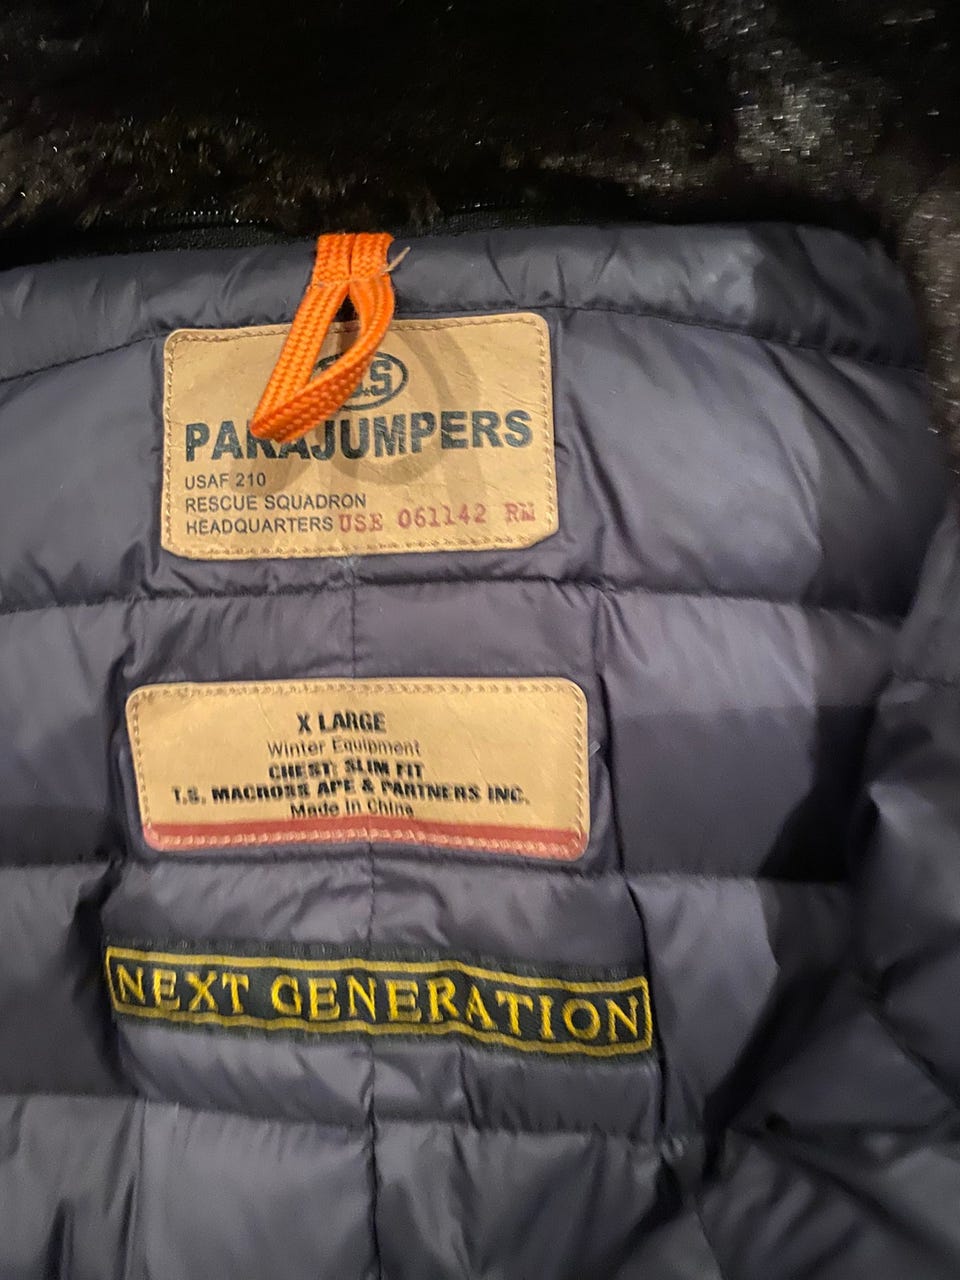 PARAJUMPERS
USAF 210
RESCUE SQUADRON
HEADQUARTERS USE 061142 RM
X LARGE
Winter Equipment
CHEST: SLIM FIT
T.S. MACROSS APE & PARTNERS INC.
Made in China
NEXT GENERATION